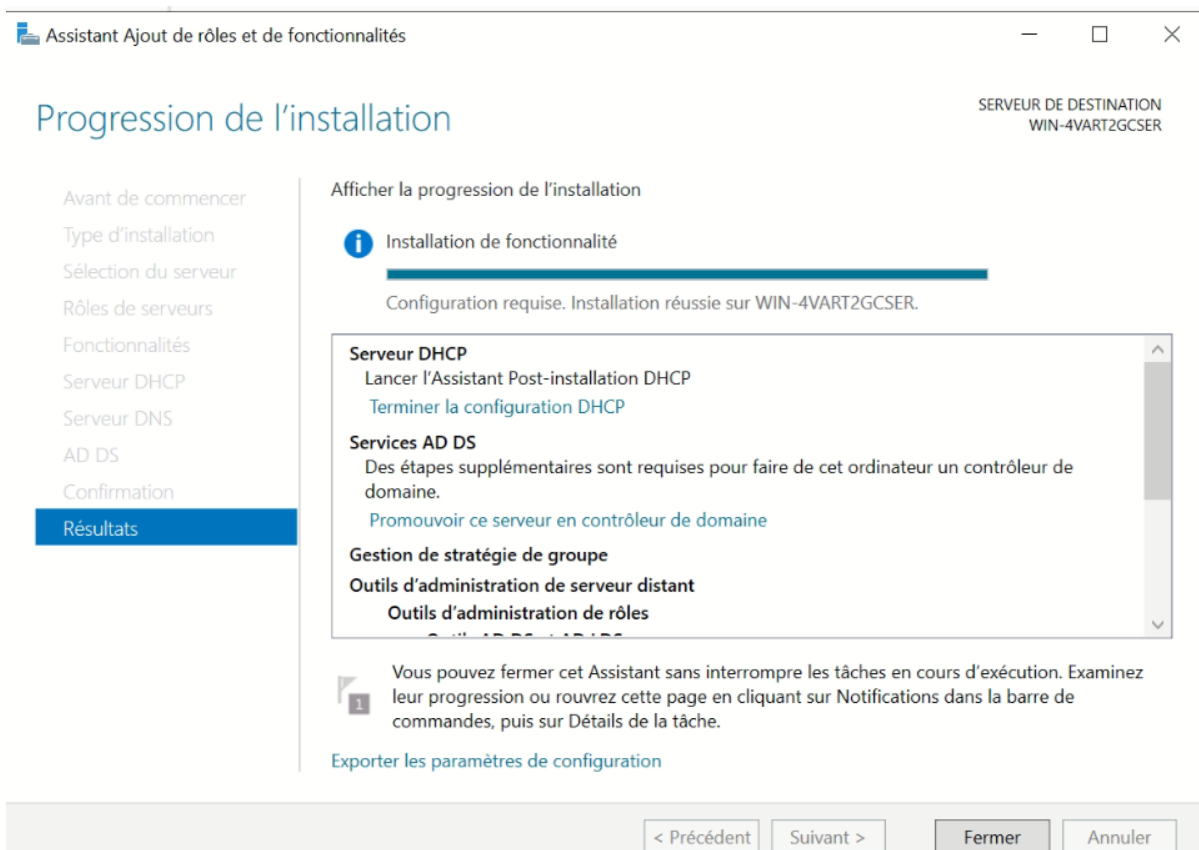 Assistant Ajout de rôles et de fonctionnalités
Progression de l'installation
SERVEUR DE DESTINATION
WIN-4VART2GCSER
Avant de commencer
Type d'installation
Sélection du serveur
Rôles de serveurs
Fonctionnalités
Serveur DHCP
Serveur DNS
AD DS
Confirmation
Résultats
Afficher la progression de l'installation
Installation de fonctionnalité
Configuration requise. Installation réussie sur WIN-4VART2GCSER.
Serveur DHCP
Lancer l'Assistant Post-installation DHCP
Terminer la configuration DHCP
Services AD DS
Des étapes supplémentaires sont requises pour faire de cet ordinateur un contrôleur de
domaine.
Promouvoir ce serveur en contrôleur de domaine
Gestion de stratégie de groupe
Outils d'administration de serveur distant
Outils d'administration de rôles
1
Vous pouvez fermer cet Assistant sans interrompre les tâches en cours d'exécution. Examinez
leur progression ou rouvrez cette page en cliquant sur Notifications dans la barre de
commandes, puis sur Détails de la tâche.
Exporter les paramètres de configuration
< Précédent
Suivant >
Fermer
Annuler